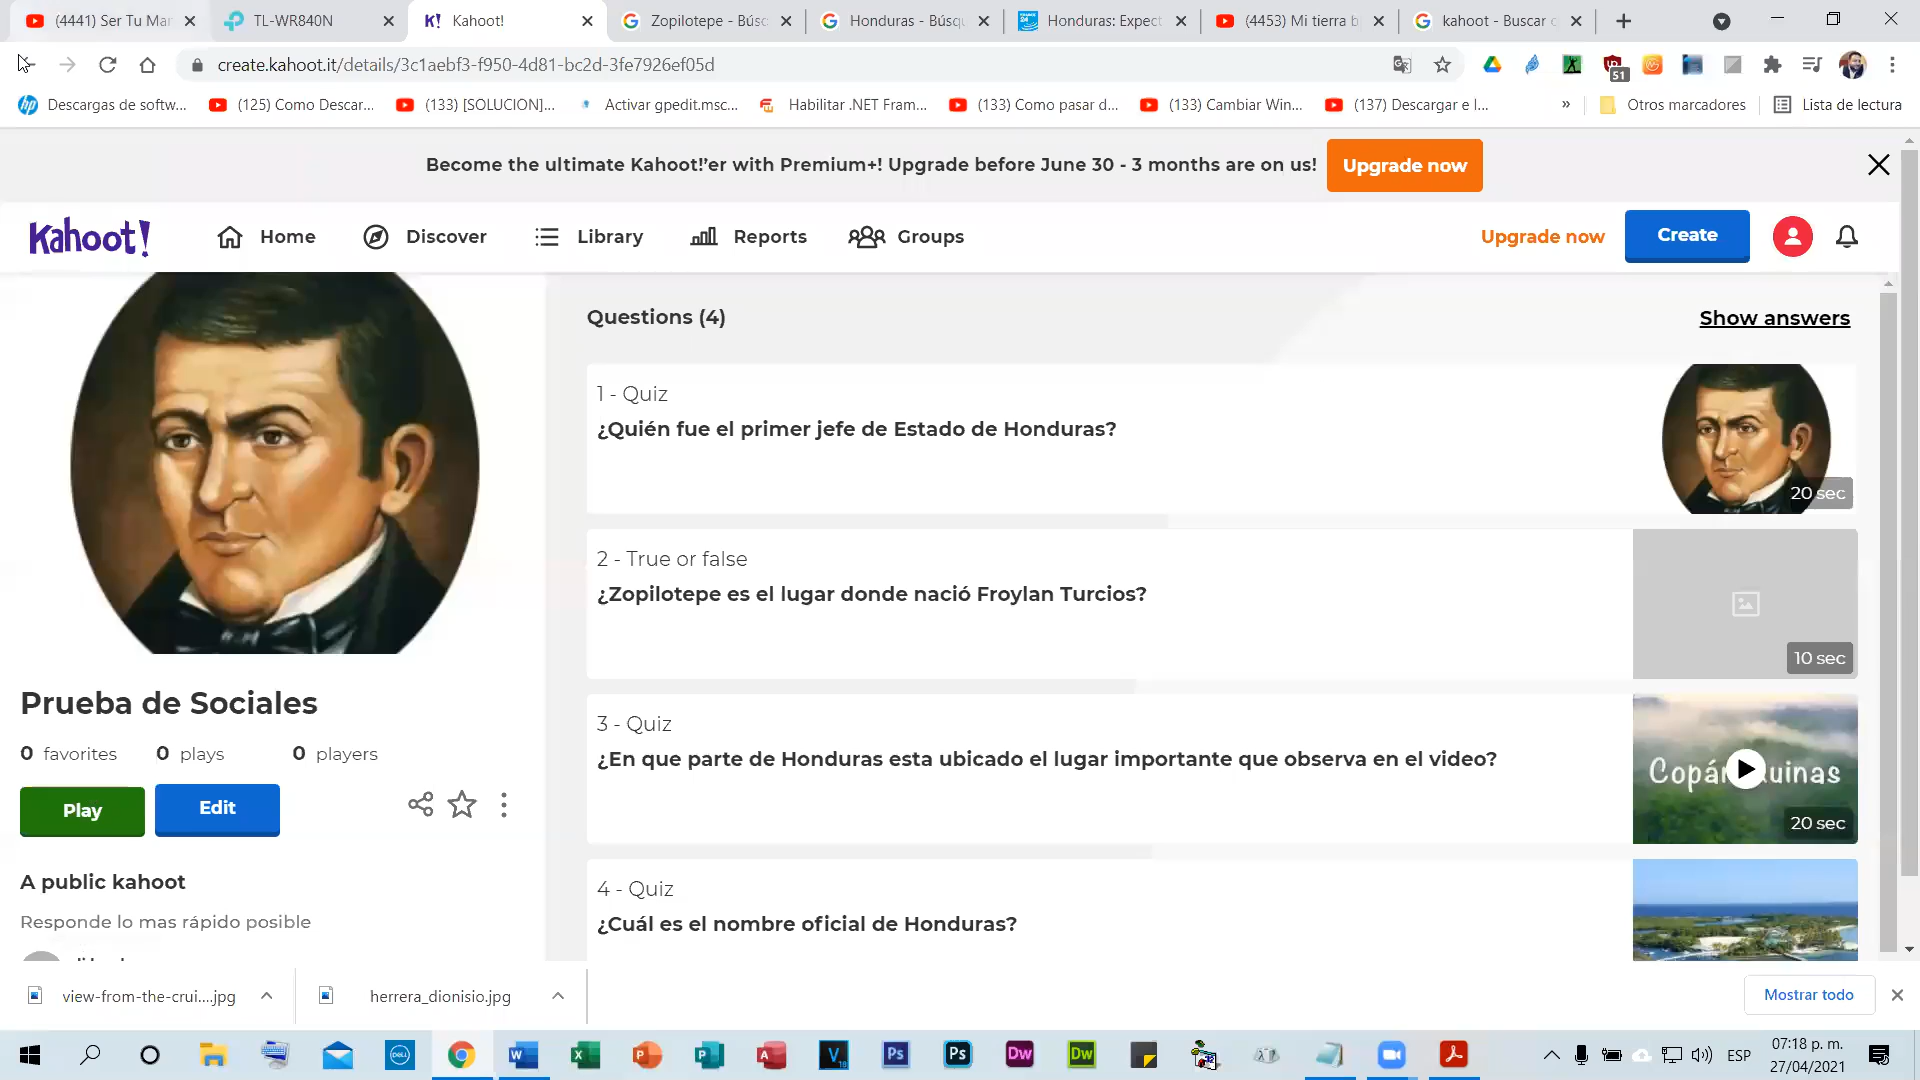 (4441) Ser Tu Mar
TL-WR840N
Kahoot!
Zopilotepe - Búsc
Honduras - Búsqu
Honduras: Expect
(4453) Mi tierra b
kahoot - Buscar c
create.kahoot.it/details/3c1aebf3-f950-4d81-bc2d-3fe7926ef05d
51
Descargas de softw...
(125) Como Descar...
(133) [SOLUCION]...
Activar gpedit.msc...
Habilitar .NET Fram...
(133) Como pasar d...
(133) Cambiar Win...
(137) Descargar e I...
»
Otros marcadores
Lista de lectura
Become the ultimate Kahoot!'er with Premium+! Upgrade before June 30 - 3 months are on us!
Upgrade now
Kahoot!
Home
Discover
Library
Reports
Groups
Upgrade now
Create
Questions (4)
Show answers
1 - Quiz
¿Quién fue el primer jefe de Estado de Honduras?
20 sec
2 - True or false
¿Zopilotepe es el lugar donde nació Froylan Turcios?
10 sec
3 - Quiz
¿En que parte de Honduras esta ubicado el lugar importante que observa en el video?
20 sec
4 - Quiz
¿Cuál es el nombre oficial de Honduras?
Prueba de Sociales
0 favorites
0 plays
0 players
Play
Edit
A public kahoot
Responde lo mas rápido posible
view-from-the-crui....jpg
herrera_dionisio.jpg
Mostrar todo
ESP
07:18 p. m.
27/04/2021